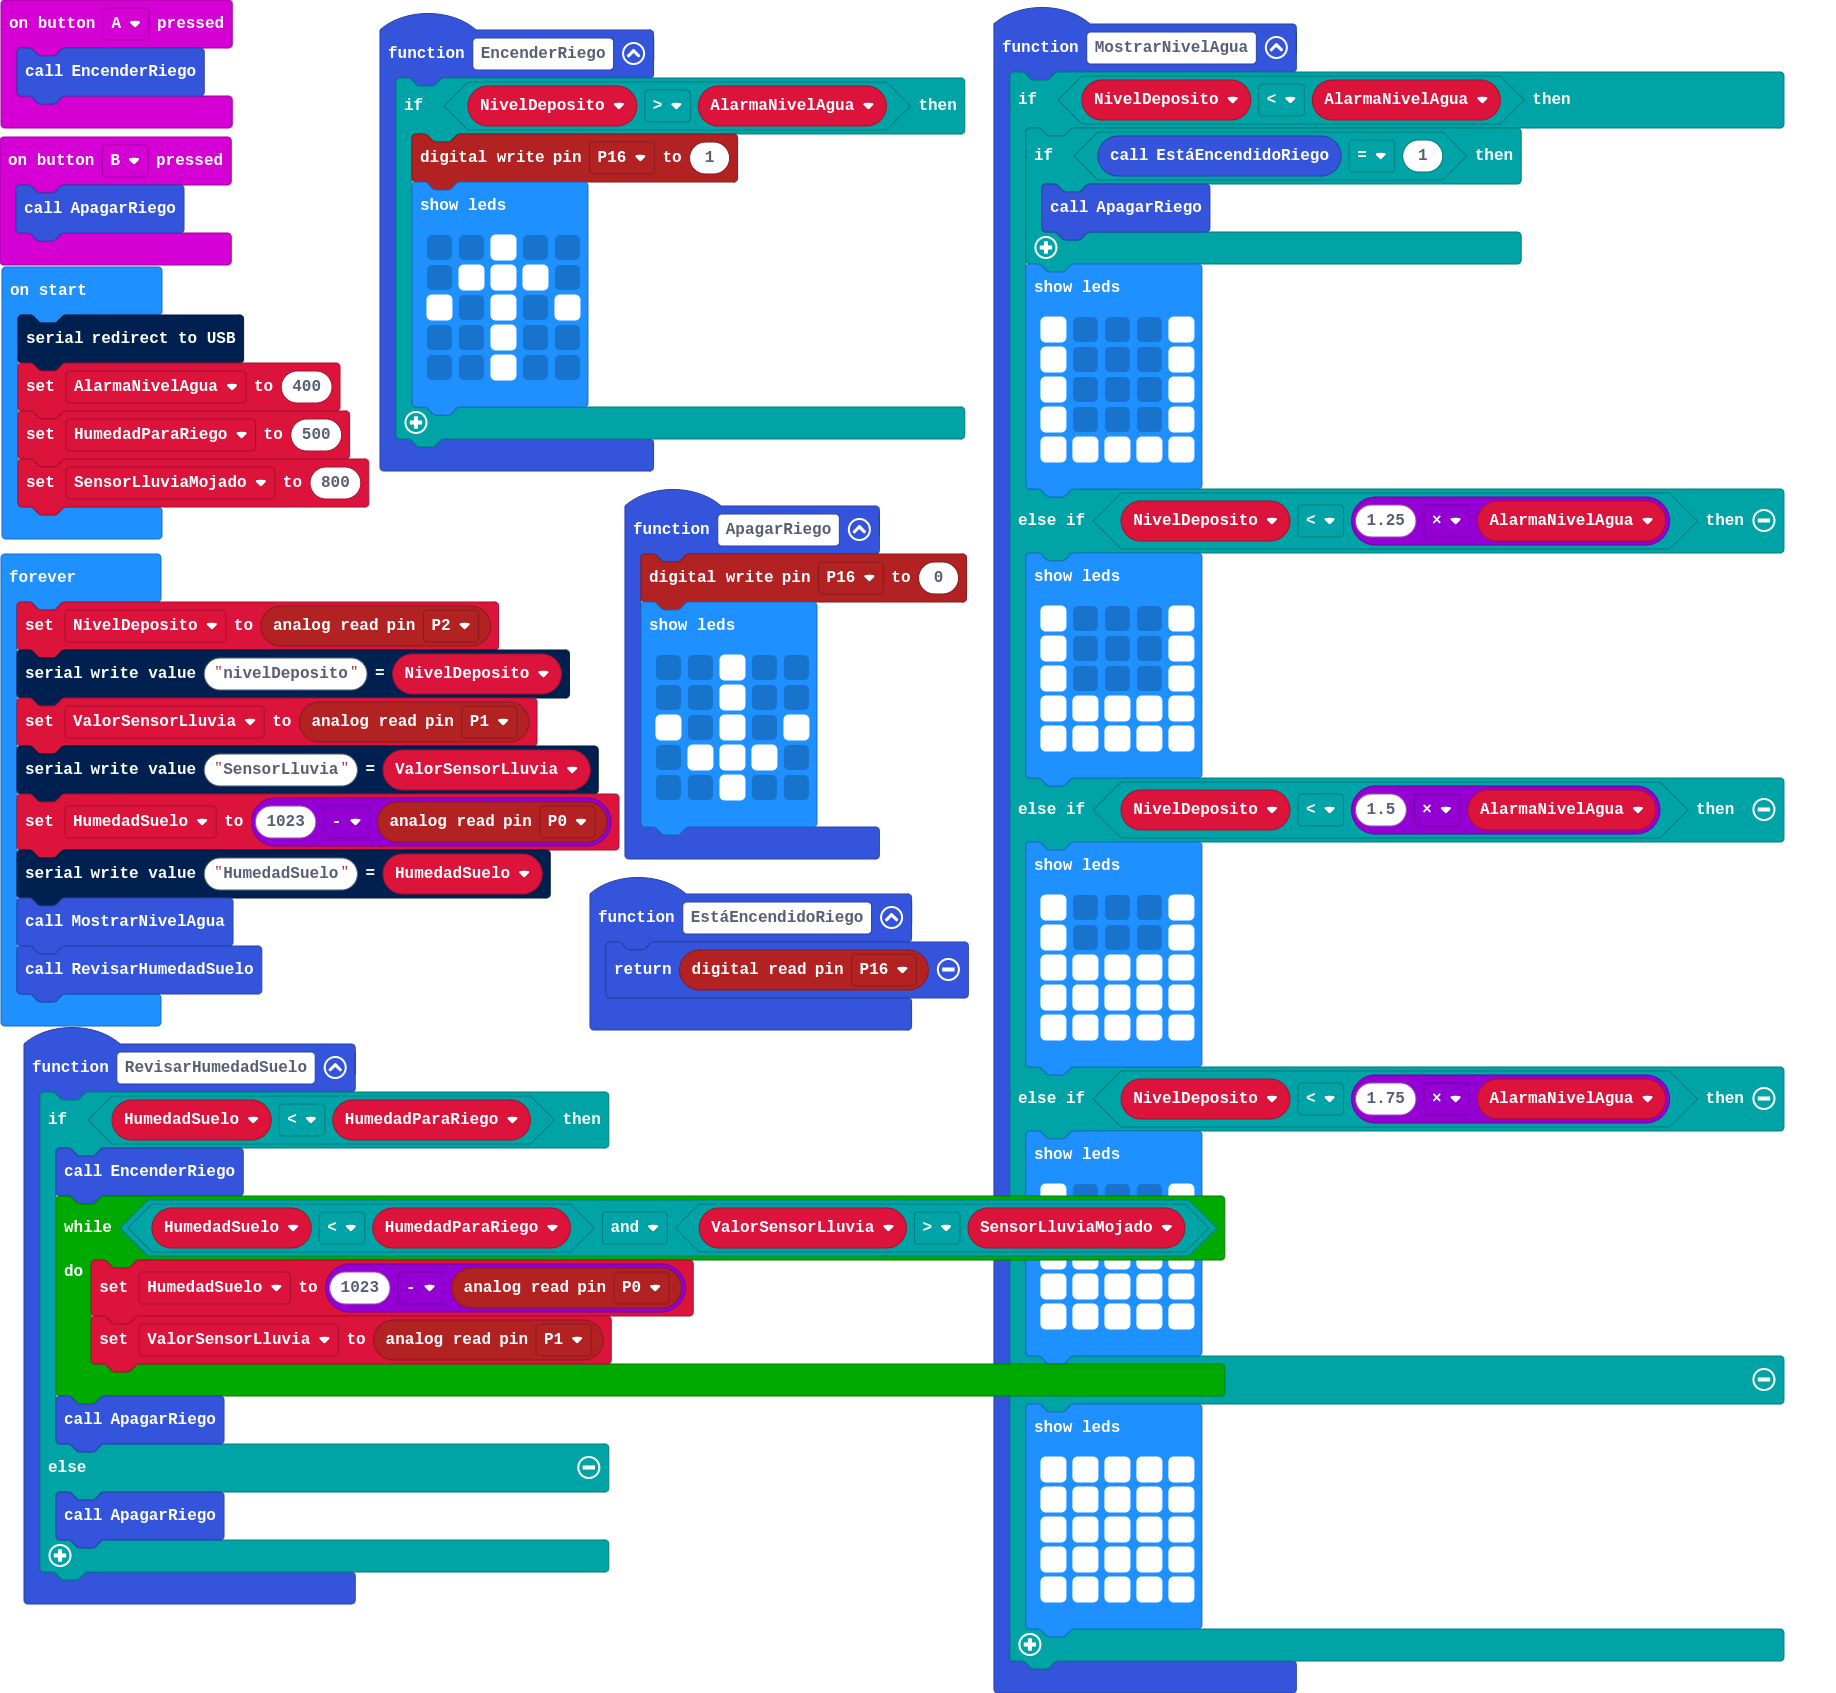 on button A pressed
call EncenderRiego
on button B pressed
call ApagarRiego
on start
serial redirect to USB
set AlarmaNivelAgua to 400
set HumedadParaRiego to 500
set SensorLluviaMojado to 800
forever
set NivelDeposito to analog read pin P2
serial write value "nivelDeposito" = NivelDeposito
set ValorSensorLluvia to analog read pin P1
serial write value "SensorLluvia" = ValorSensorLluvia
set HumedadSuelo to 1023 - analog read pin P0
serial write value "HumedadSuelo" = HumedadSuelo
call MostrarNivelAgua
call RevisarHumedadSuelo
function RevisarHumedadSuelo
if HumedadSuelo < HumedadParaRiego then
call EncenderRiego
while HumedadSuelo < HumedadParaRiego and ValorSensorLluvia > SensorLluviaMojado
do
set HumedadSuelo to 1023 - analog read pin P0
set ValorSensorLluvia to analog read pin P1
call ApagarRiego
else
call ApagarRiego
function EncenderRiego
if NivelDeposito > AlarmaNivelAgua then
digital write pin P16 to 1
show leds
function ApagarRiego
digital write pin P16 to 0
show leds
function EstáEncendidoRiego
return digital read pin P16
function MostrarNivelAgua
if NivelDeposito < AlarmaNivelAgua then
if call EstáEncendidoRiego = 1 then
call ApagarRiego
show leds
else if NivelDeposito < 1.25 × AlarmaNivelAgua then
show leds
else if NivelDeposito < 1.5 × AlarmaNivelAgua then
show leds
else if NivelDeposito < 1.75 × AlarmaNivelAgua then
show leds
show leds